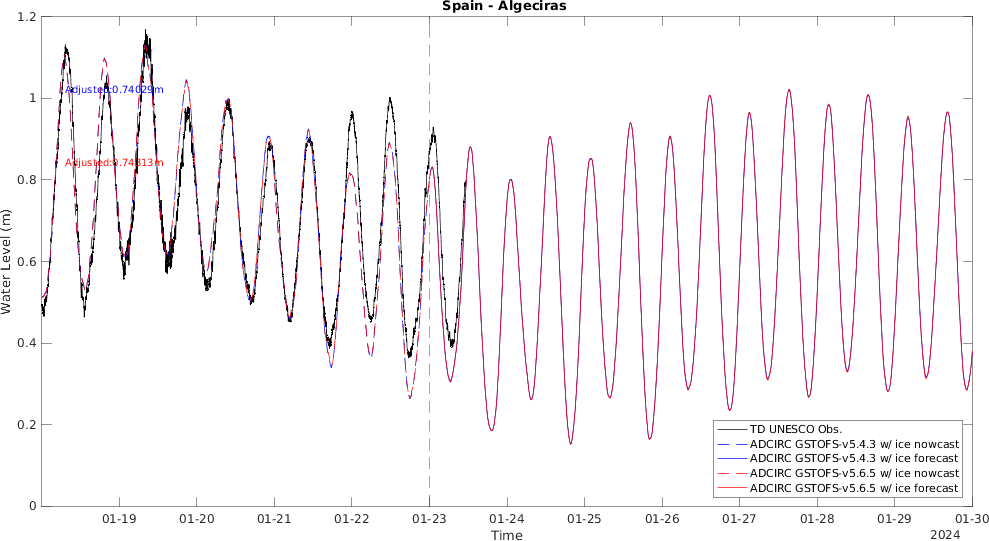 Spain - Algeciras
1.2
1
0.8
0.6
0.4
0.2
0
Water Level (m)
Adjusted:0.74029m
Adjusted:0.74313m
TD UNESCO Obs.
ADCIRC GSTOFS-v5.4.3 w/ ice nowcast
ADCIRC GSTOFS-v5.4.3 w/ ice forecast
ADCIRC GSTOFS-v5.6.5 w/ ice nowcast
ADCIRC GSTOFS-v5.6.5 w/ ice forecast
01-19 01-20 01-21 01-22 01-23 01-24 01-25 01-26 01-27 01-28 01-29 01-30
Time
2024